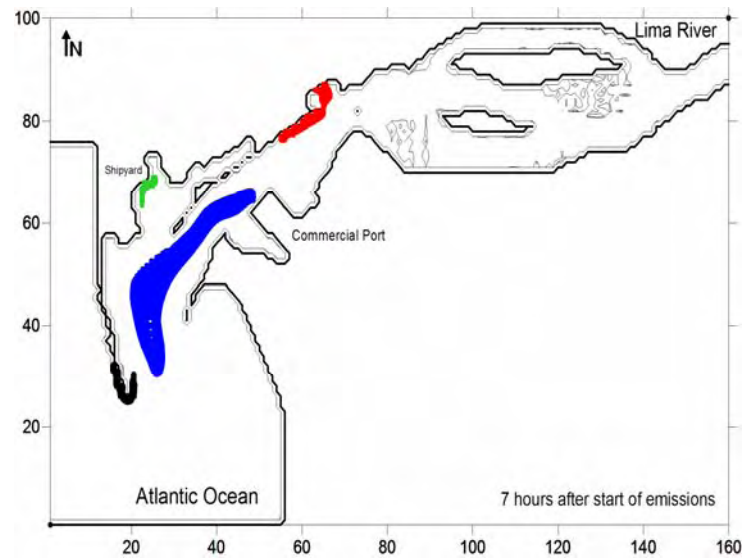 100
N
Lima River
80
Shipyard
60
Commercial Port
40
20
Atlantic Ocean
7 hours after start of emissions
20 40 60 80 100 120 140 160